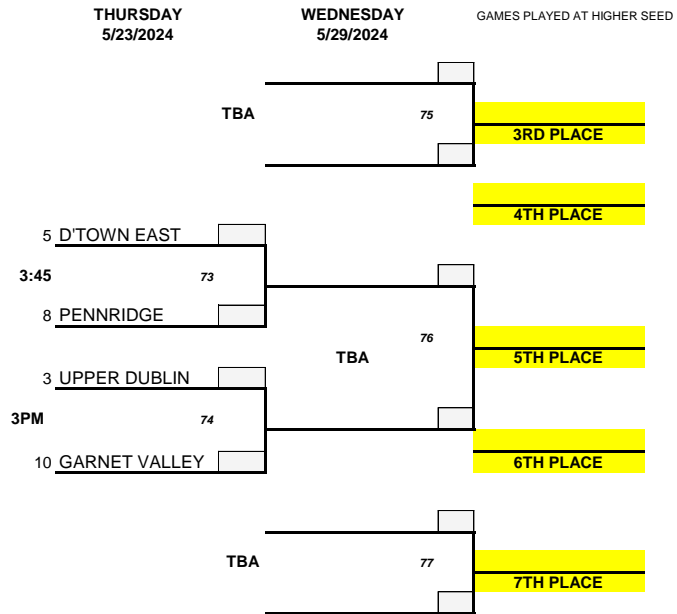 THURSDAY WEDNESDAY GAMES PLAYED AT HIGHER SEED
5/23/2024 5/29/2024
TBA 75
3RD PLACE
4TH PLACE
5 D'TOWN EAST
3:45 73
8 PENNRIDGE
76
TBA 5TH PLACE
3 UPPER DUBLIN
3PM 74
10 GARNET VALLEY 6TH PLACE
TBA 77
7TH PLACE